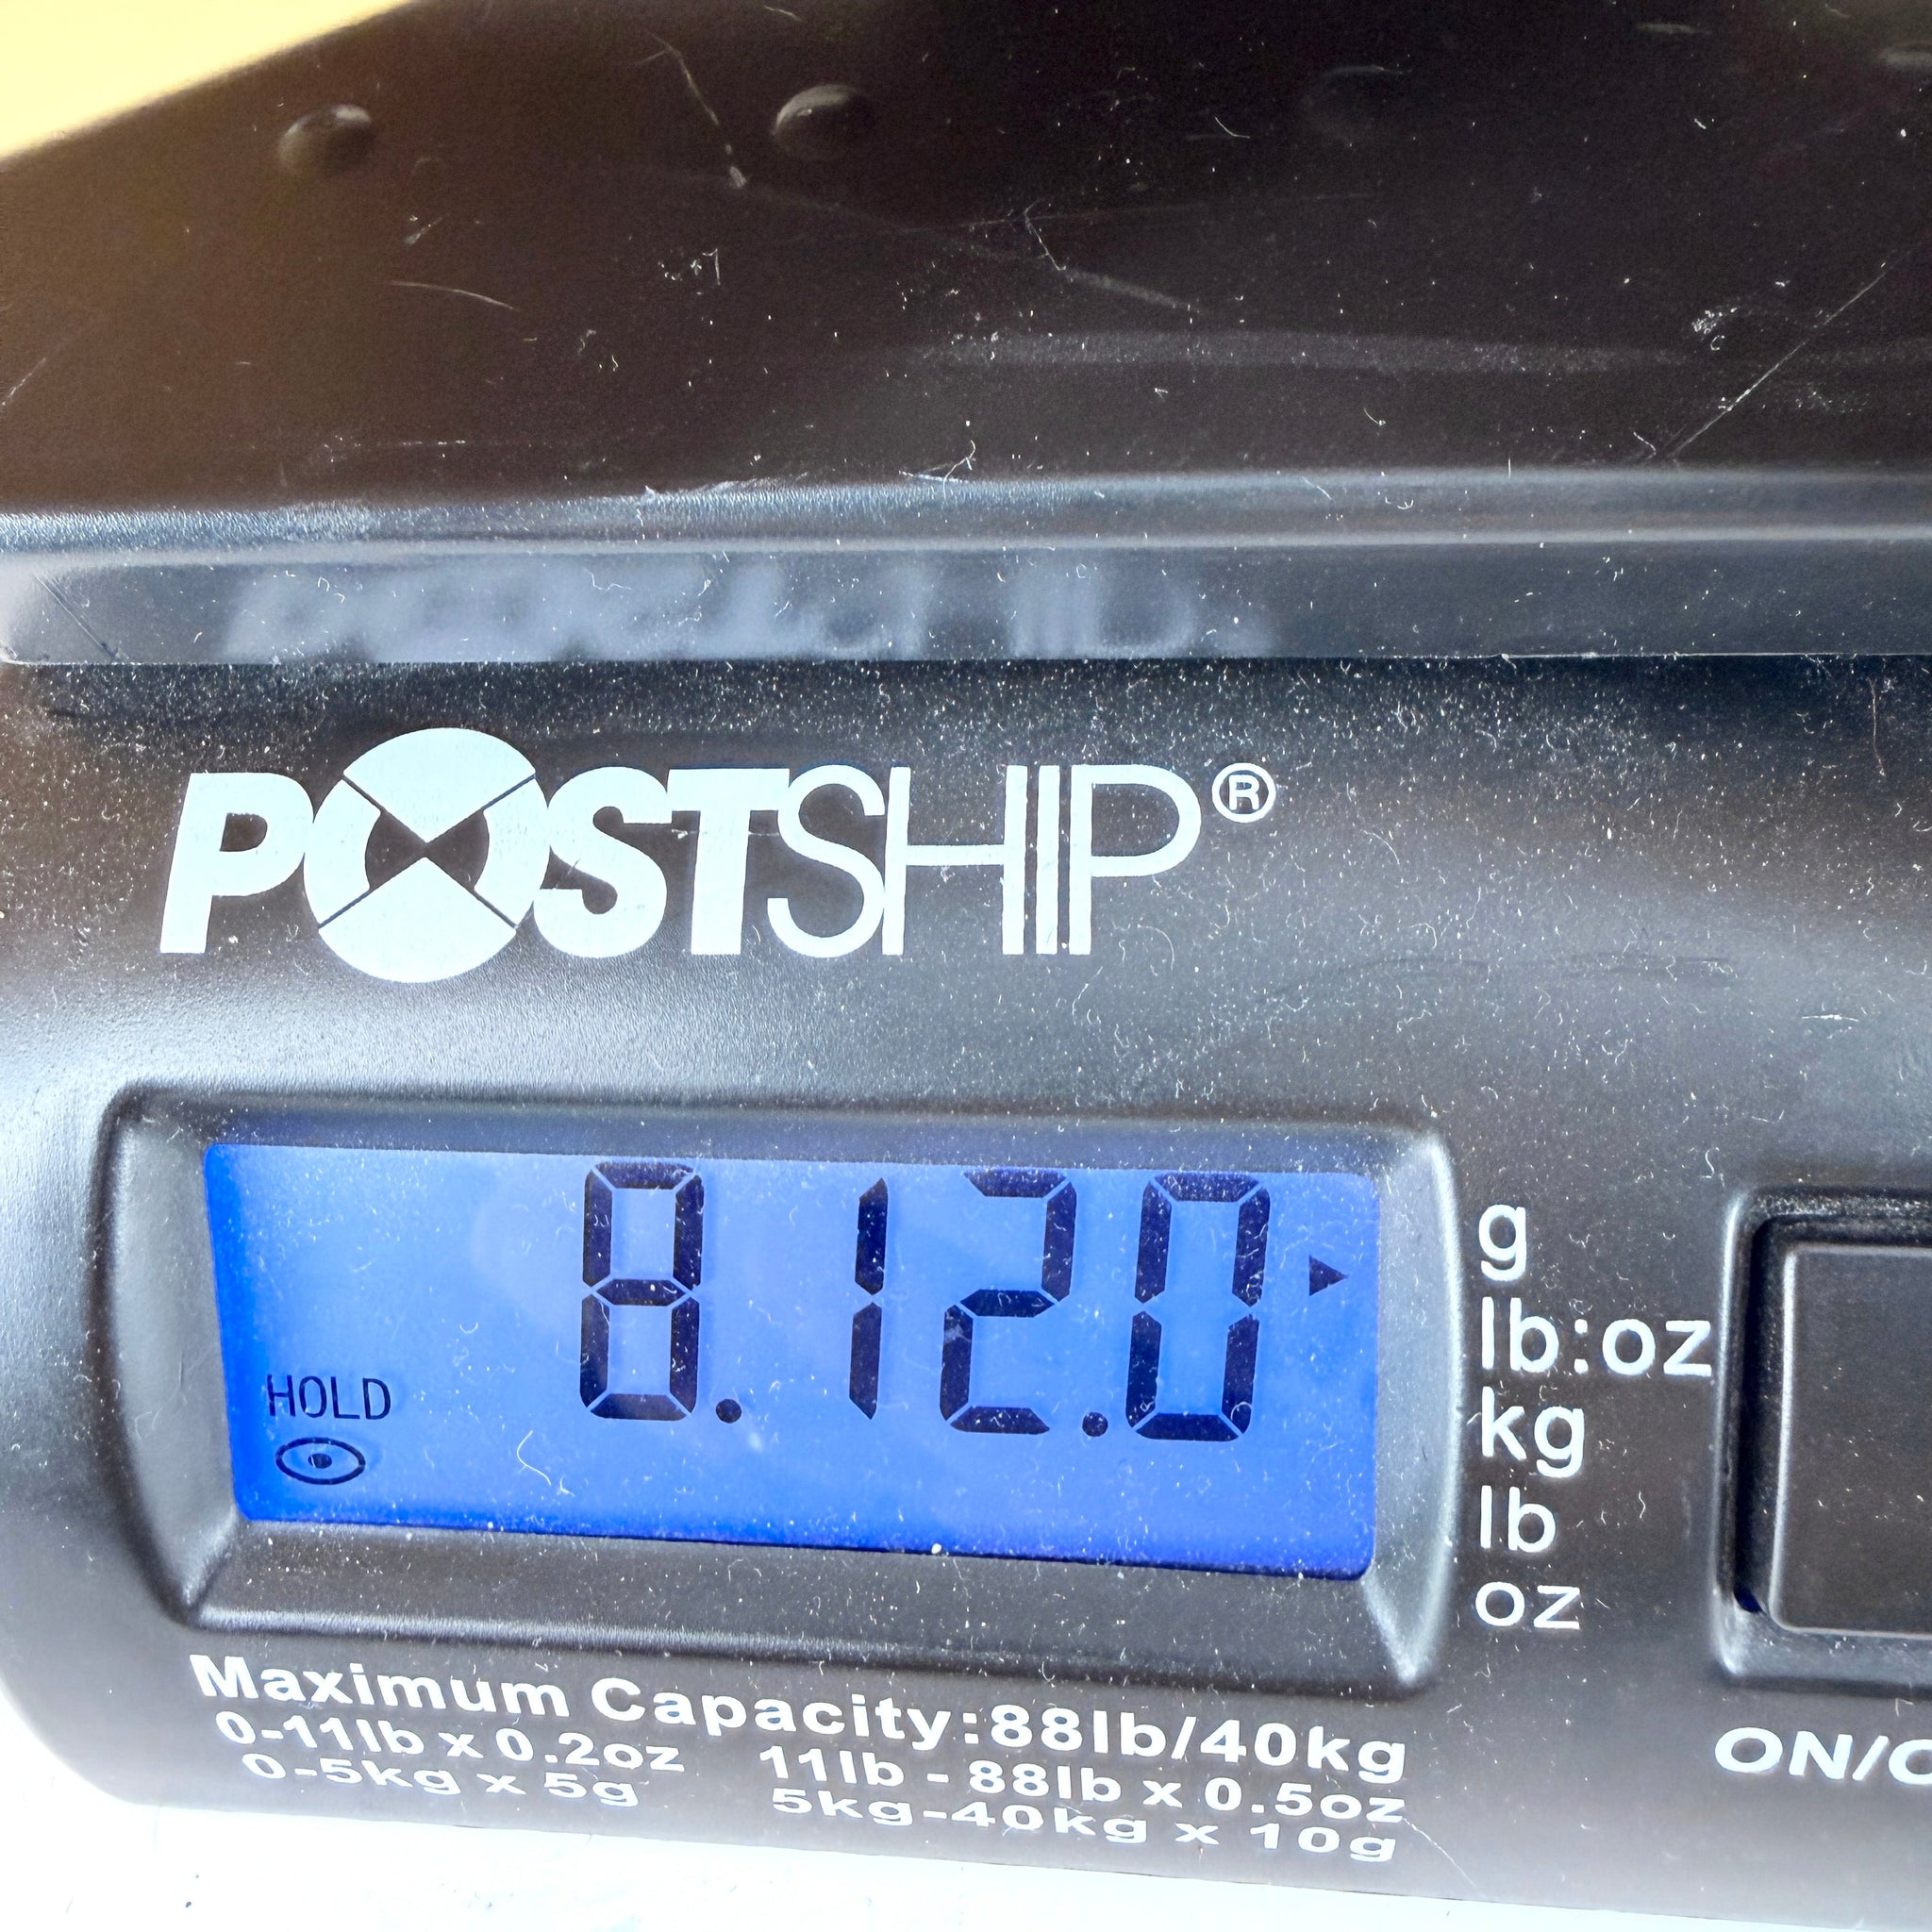 POSTSHIP®
8.12.0
HOLD
g
lb:oz
kg
lb
oz
Maximum Capacity:88lb/40kg
0-11lb x 0.2oz 11lb - 88lb x 0.5oz
0-5kg x 5g 5kg-40kg x 10g